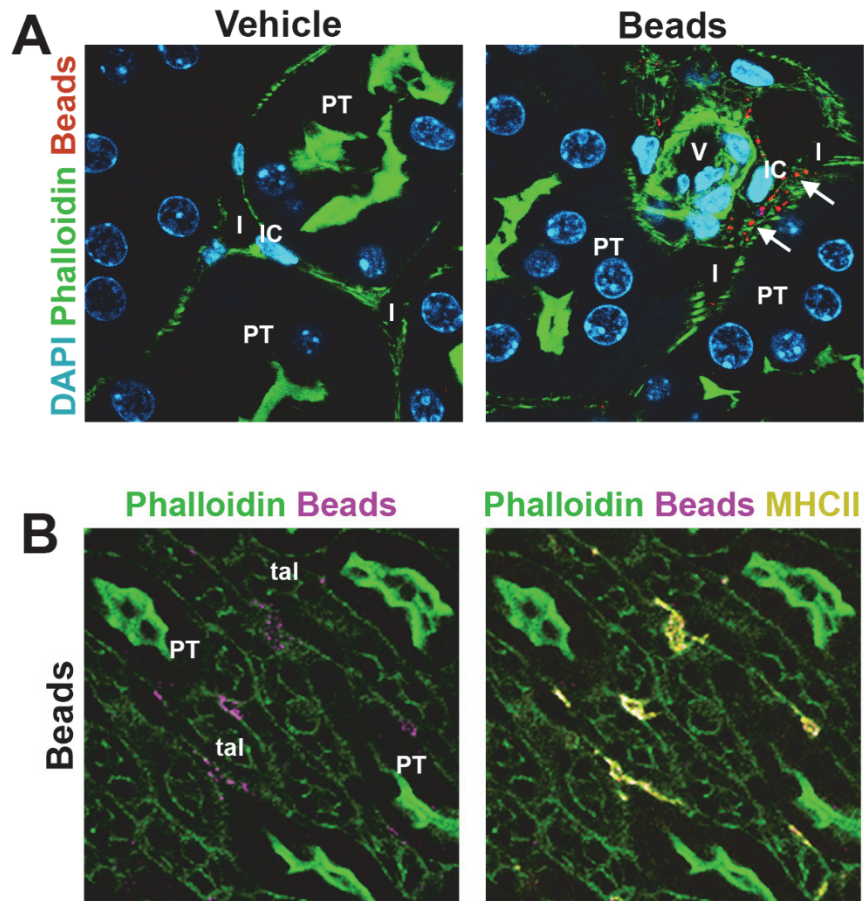 A
Vehicle
Beads
DAPI Phalloidin Beads
PT
I
IC
I
PT
V
IC
I
PT
I
PT
B
Phalloidin Beads
Phalloidin Beads MHCII
Beads
tal
PT
tal
PT